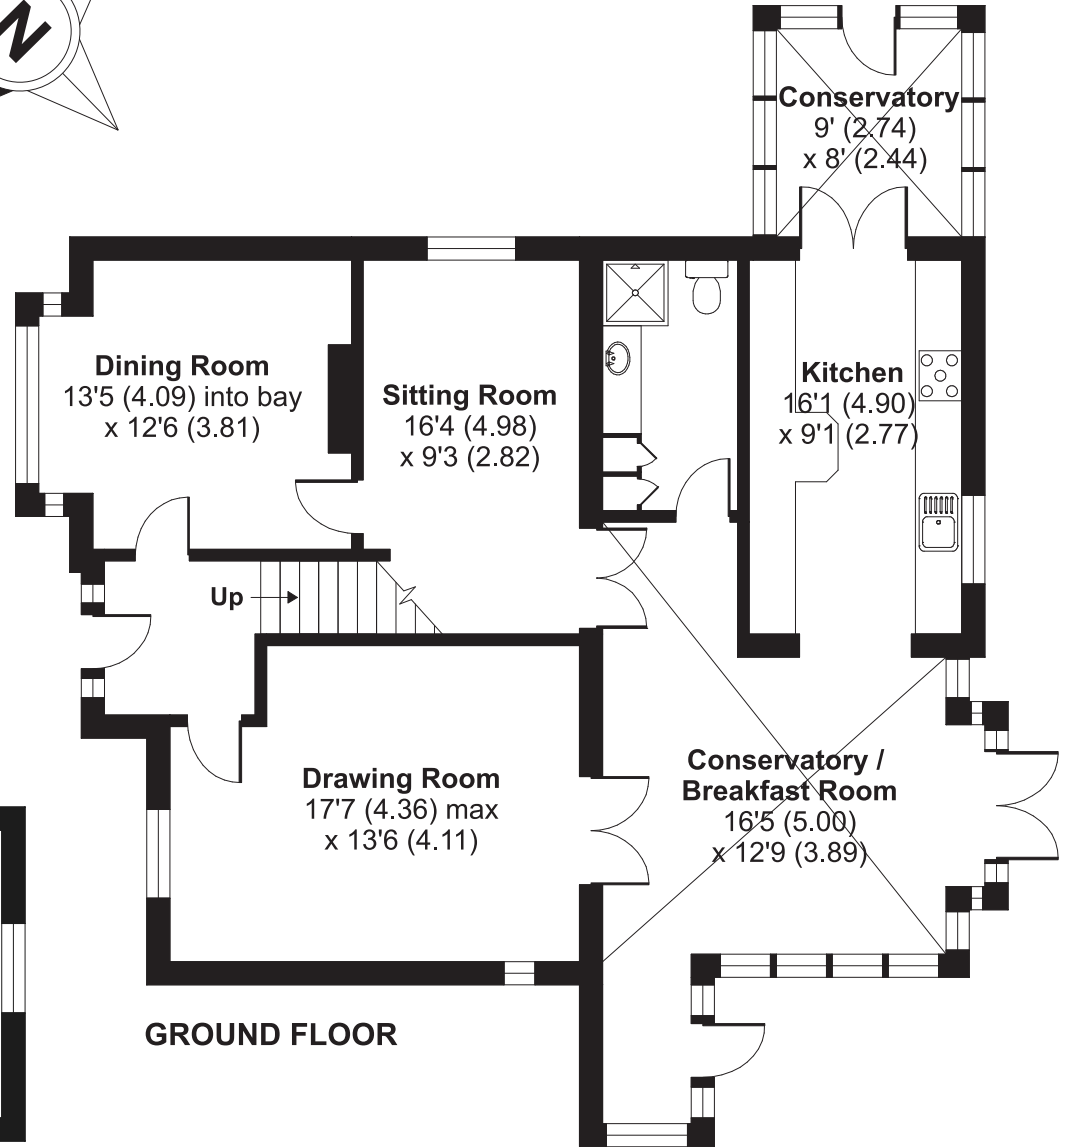 N
Conservatory
9' (2.74)
x 8' (2.44)
Dining Room
13'5 (4.09) into bay
x 12'6 (3.81)
Sitting Room
16'4 (4.98)
x 9'3 (2.82)
Kitchen
16'1 (4.90)
x 9'1 (2.77)
Up
Drawing Room
17'7 (4.36) max
x 13'6 (4.11)
Conservatory /
Breakfast Room
16'5 (5.00)
x 12'9 (3.89)
GROUND FLOOR